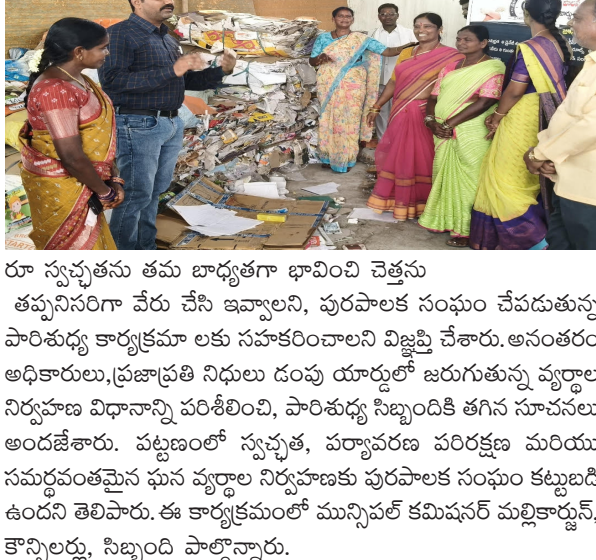 రూ స్వచ్ఛతను తమ బాధ్యతగా భావించి చెత్తను
తప్పనిసరిగా వేరు చేసి ఇవ్వాలని, పురపాలక సంఘం చేపడుతున్న
పారిశుధ్య కార్యక్రమా లకు సహకరించాలని విజ్ఞప్తి చేశారు.అనంతరం
అధికారులు,ప్రజాప్రతి నిధులు డంపు యార్డులో జరుగుతున్న వ్యర్థాల
నిర్వహణ విధానాన్ని పరిశీలించి, పారిశుధ్య సిబ్బందికి తగిన సూచనలు
అందజేశారు. పట్టణంలో స్వచ్ఛత, పర్యావరణ పరిరక్షణ మరియు
సమర్థవంతమైన ఘన వ్యర్థాల నిర్వహణకు పురపాలక సంఘం కట్టుబడి
ఉందని తెలిపారు.ఈ కార్యక్రమంలో మున్సిపల్ కమిషనర్ మల్లికార్జున్,
కౌన్సిలర్లు, సిబ్బంది పాల్గొన్నారు.